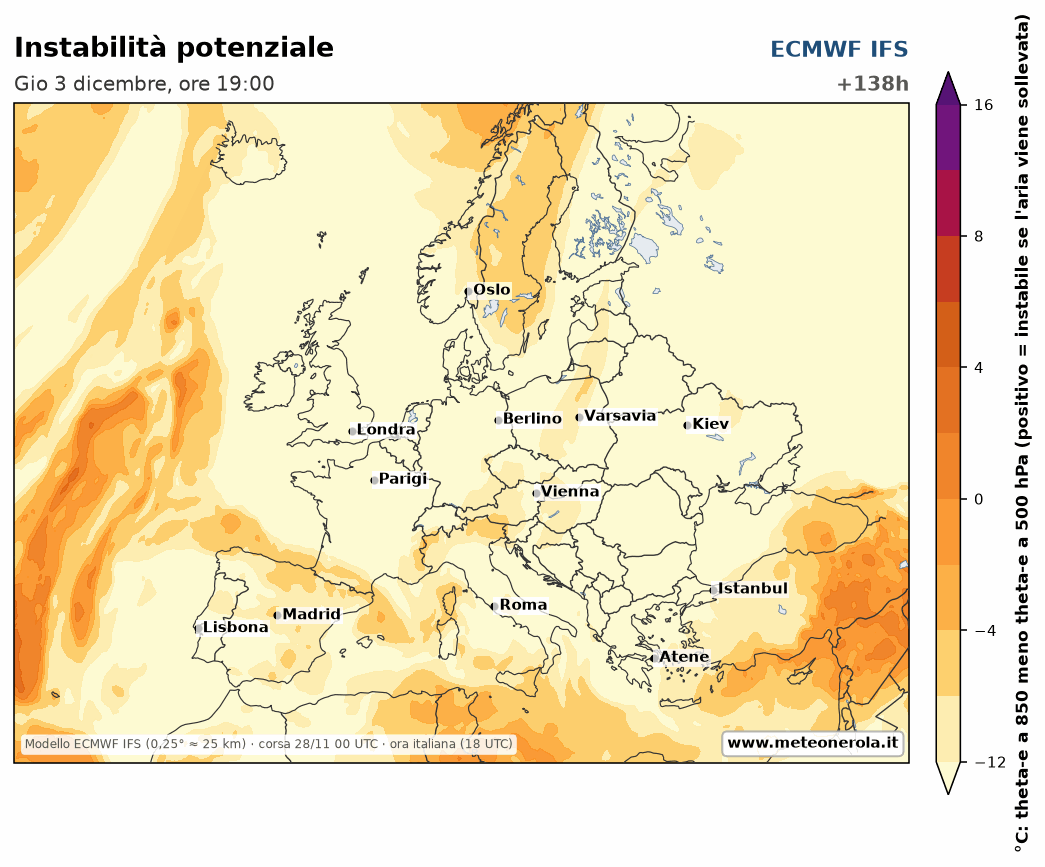 Instabilità potenziale
ECMWF IFS
Gio 3 dicembre, ore 19:00
+138h
Oslo
Berlino
Varsavia
Kiev
Londra
Parigi
Vienna
Istanbul
Roma
Madrid
Lisbona
Atene
Modello ECMWF IFS (0,25° ≈ 25 km) · corsa 28/11 00 UTC · ora italiana (18 UTC)
www.meteonerola.it
16
8
4
0
−4
−12
°C: theta-e a 850 meno theta-e a 500 hPa (positivo = instabile se l'aria viene sollevata)